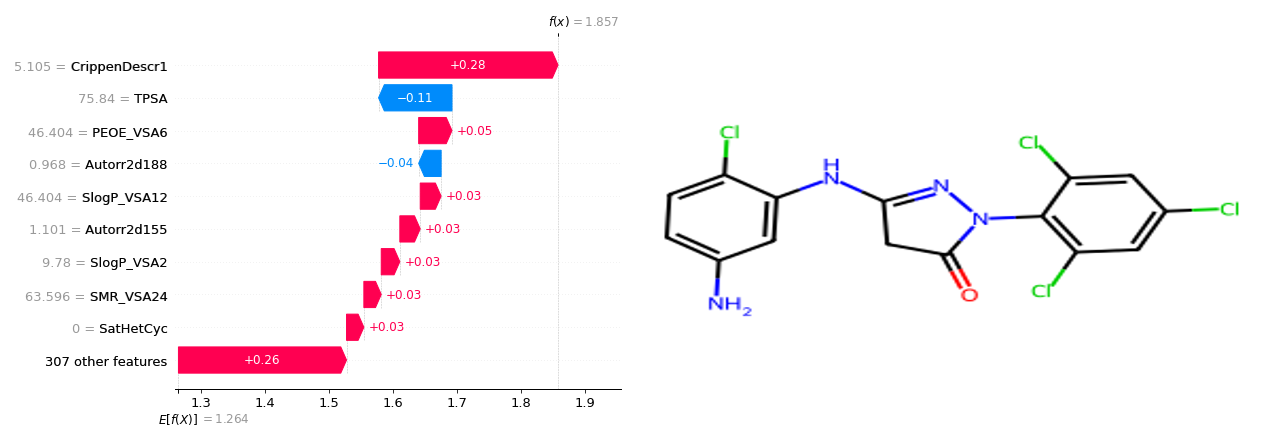 f(x) = 1.857
5.105 = CrippenDescr1 +0.28
75.84 = TPSA −0.11
46.404 = PEOE_VSA6 +0.05
0.968 = Autorr2d188 −0.04
46.404 = SlogP_VSA12 +0.03
1.101 = Autorr2d155 +0.03
9.78 = SlogP_VSA2 +0.03
63.596 = SMR_VSA24 +0.03
0 = SatHetCyc +0.03
307 other features +0.26
1.3 1.4 1.5 1.6 1.7 1.8 1.9
E[f(X)] = 1.264
Cl
H
N
N
N
O
NH2
Cl
Cl
Cl